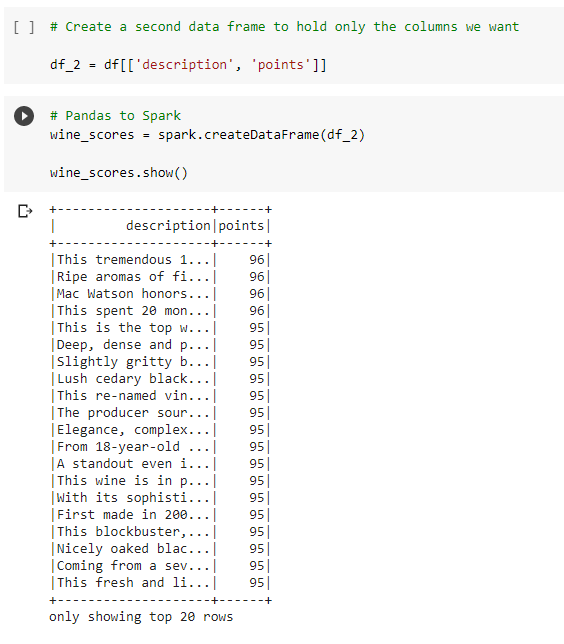 [ ] # Create a second data frame to hold only the columns we want
df_2 = df[['description', 'points']]
# Pandas to Spark
wine_scores = spark.createDataFrame(df_2)
wine_scores.show()
+--------------------+------+
|         description|points|
+--------------------+------+
|This tremendous 1...|    96|
|Ripe aromas of fi...|    96|
|Mac Watson honors...|    96|
|This spent 20 mon...|    96|
|This is the top w...|    95|
|Deep, dense and p...|    95|
|Slightly gritty b...|    95|
|Lush cedary black...|    95|
|This re-named vin...|    95|
|The producer sour...|    95|
|Elegance, complex...|    95|
|From 18-year-old ...|    95|
|A standout even i...|    95|
|This wine is in p...|    95|
|With its sophisti...|    95|
|First made in 200...|    95|
|This blockbuster,...|    95|
|Nicely oaked blac...|    95|
|Coming from a sev...|    95|
|This fresh and li...|    95|
+--------------------+------+
only showing top 20 rows